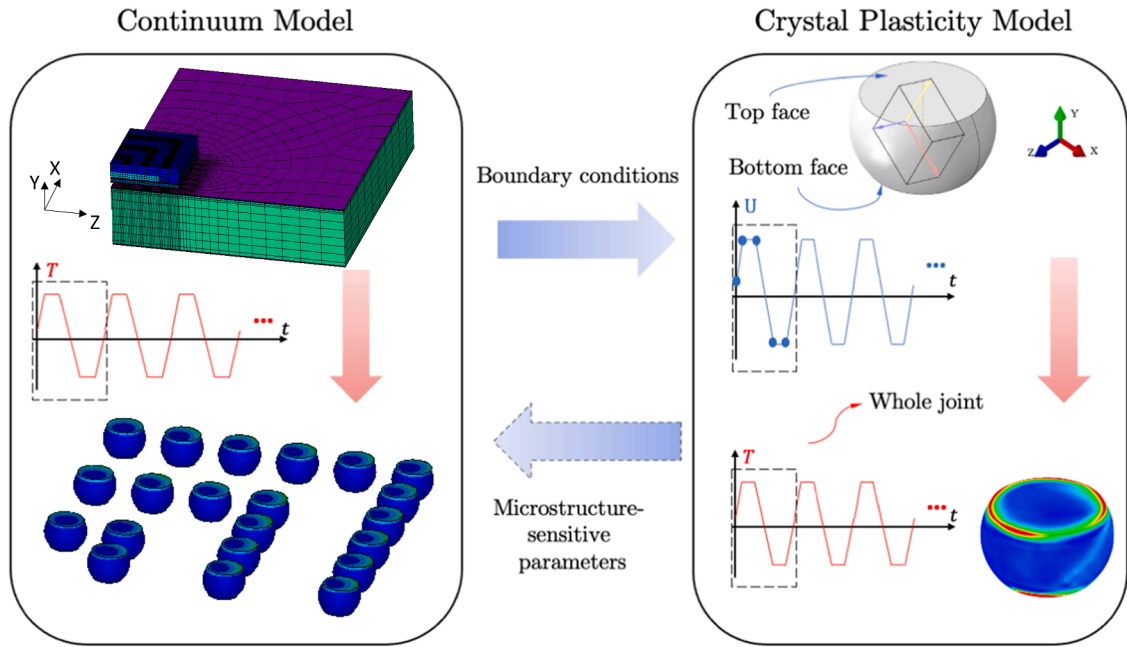 Continuum Model
Y
X
Z
T
...
t
Boundary conditions
Microstructure-
sensitive
parameters
Crystal Plasticity Model
Top face
Bottom face
Y
Z
X
U
...
t
Whole joint
T
...
t